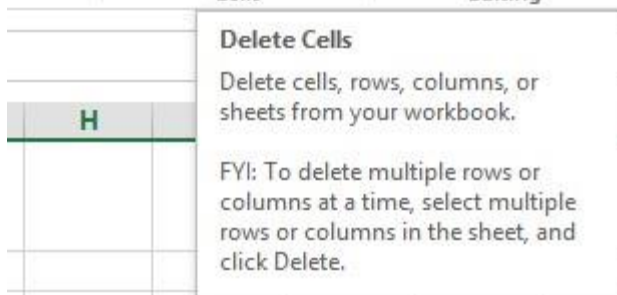 Delete Cells
Delete cells, rows, columns, or
sheets from your workbook.
H
FYI: To delete multiple rows or
columns at a time, select multiple
rows or columns in the sheet, and
click Delete.